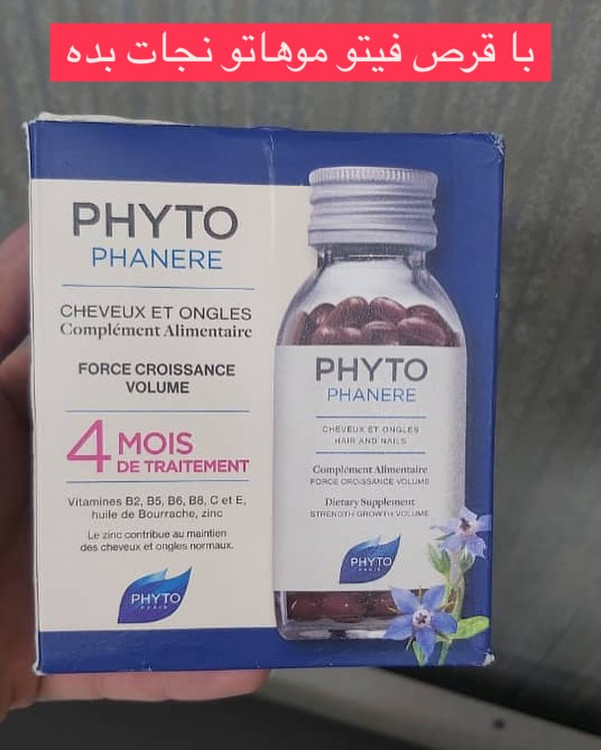 با قرص فیتو موهاتو نجات بده
PHYTO
PHANERE
CHEVEUX ET ONGLES
Complément Alimentaire
FORCE CROISSANCE
VOLUME
4 MOIS
DE TRAITEMENT
Vitamines B2, B5, B6, B8, C et E,
huile de Bourrache, zinc
Le zinc contribue au maintien
des cheveux et ongles normaux.
PHYTO
PARIS
PHYTO
PHANERE
CHEVEUX ET ONGLES
HAIR AND NAILS
Complément Alimentaire
FORCE CROISSANCE VOLUME
Dietary Supplement
STRENGTH GROWTH VOLUME
PHYTO
PARIS